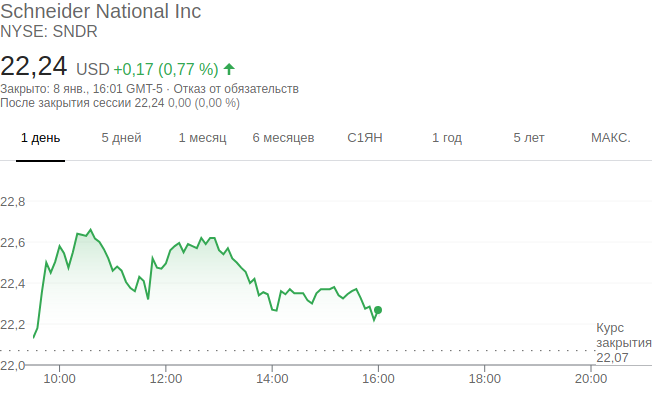 Schneider National Inc
NYSE: SNDR
22,24 USD +0,17 (0,77 %)
Закрыто: 8 янв., 16:01 GMT-5 · Отказ от обязательств
После закрытия сессии 22,24 0,00 (0,00 %)
1 день 5 дней 1 месяц 6 месяцев С1ЯН 1 год 5 лет МАКС.
22,8
22,6
22,4
22,2
22,0
Курс
закрытия
22,07
10:00 12:00 14:00 16:00 18:00 20:00